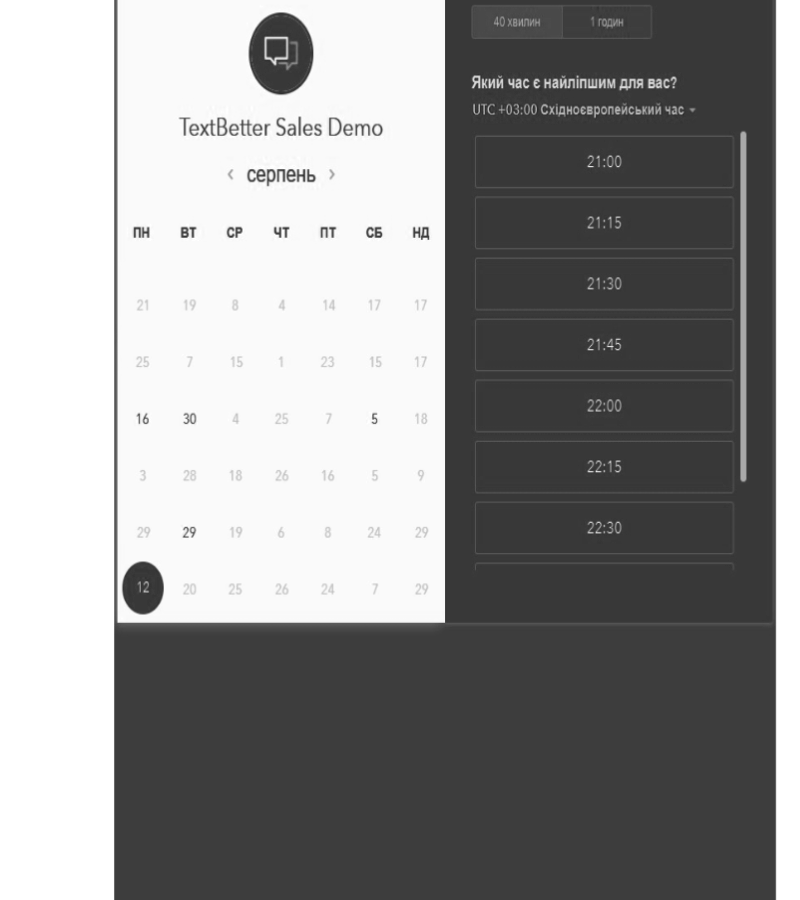 TextBetter Sales Demo
‹ серпень ›
ПН ВТ СР ЧТ ПТ СБ НД
21 19 8 4 14 17 17
25 7 15 1 23 15 17
16 30 4 25 7 5 18
3 28 18 26 16 5 9
29 29 19 6 8 24 29
12 20 25 26 24 7 29
40 хвилин 1 годин
Який час є найліпшим для вас?
UTC +03:00 Східноєвропейський час
21:00
21:15
21:30
21:45
22:00
22:15
22:30